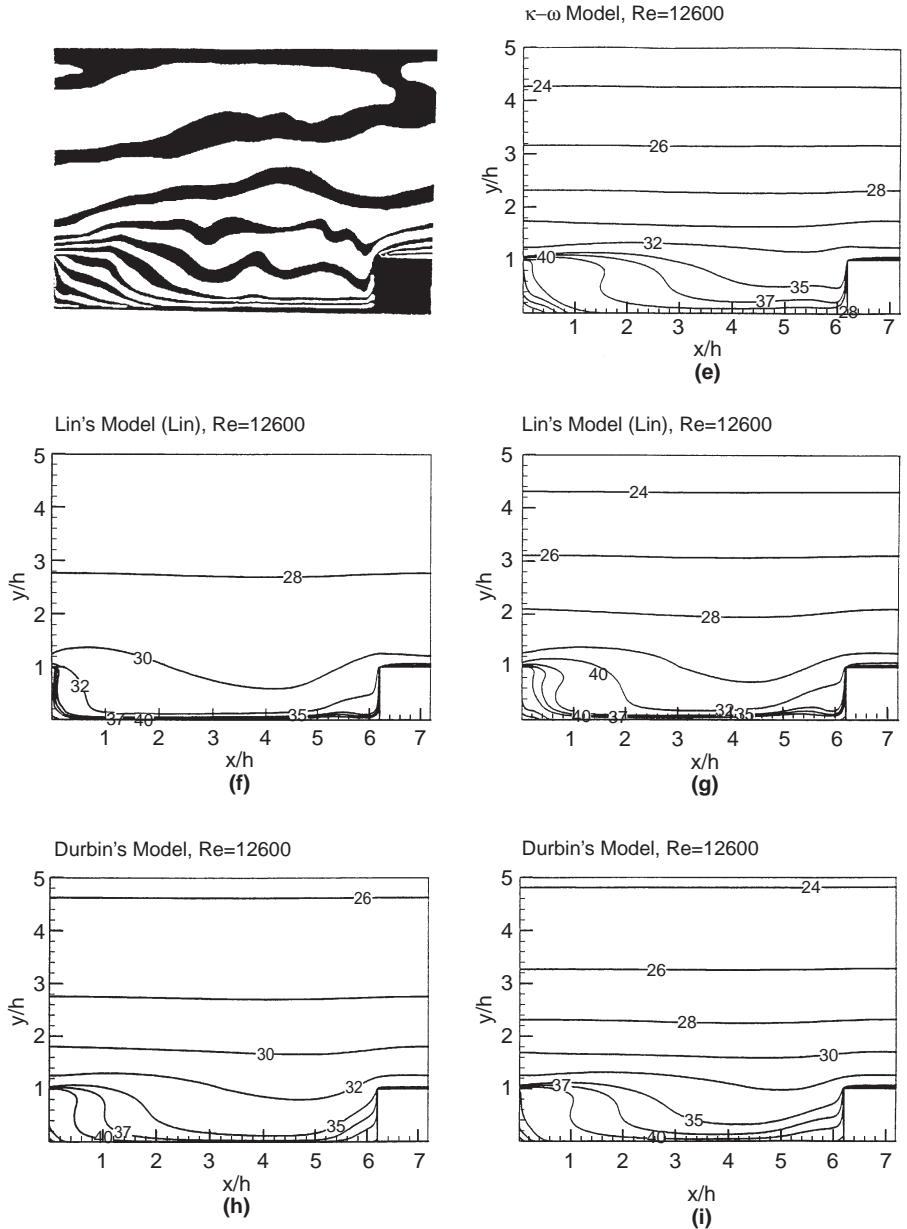 κ–ω Model, Re=12600
5
4
3
2
1
y/h
24
26
28
32
40
35
37
28
1 2 3 4 5 6 7
x/h
(e)
Lin's Model (Lin), Re=12600
5
4
3
2
1
y/h
28
30
32
37 40 35
1 2 3 4 5 6 7
x/h
(f)
Lin's Model (Lin), Re=12600
5
4
3
2
1
y/h
24
26
28
40
40 37 32 35
1 2 3 4 5 6 7
x/h
(g)
Durbin's Model, Re=12600
5
4
3
2
1
y/h
26
30
32
35
37
40
1 2 3 4 5 6 7
x/h
(h)
Durbin's Model, Re=12600
5
4
3
2
1
y/h
24
26
28
30
37
35
40
1 2 3 4 5 6 7
x/h
(i)